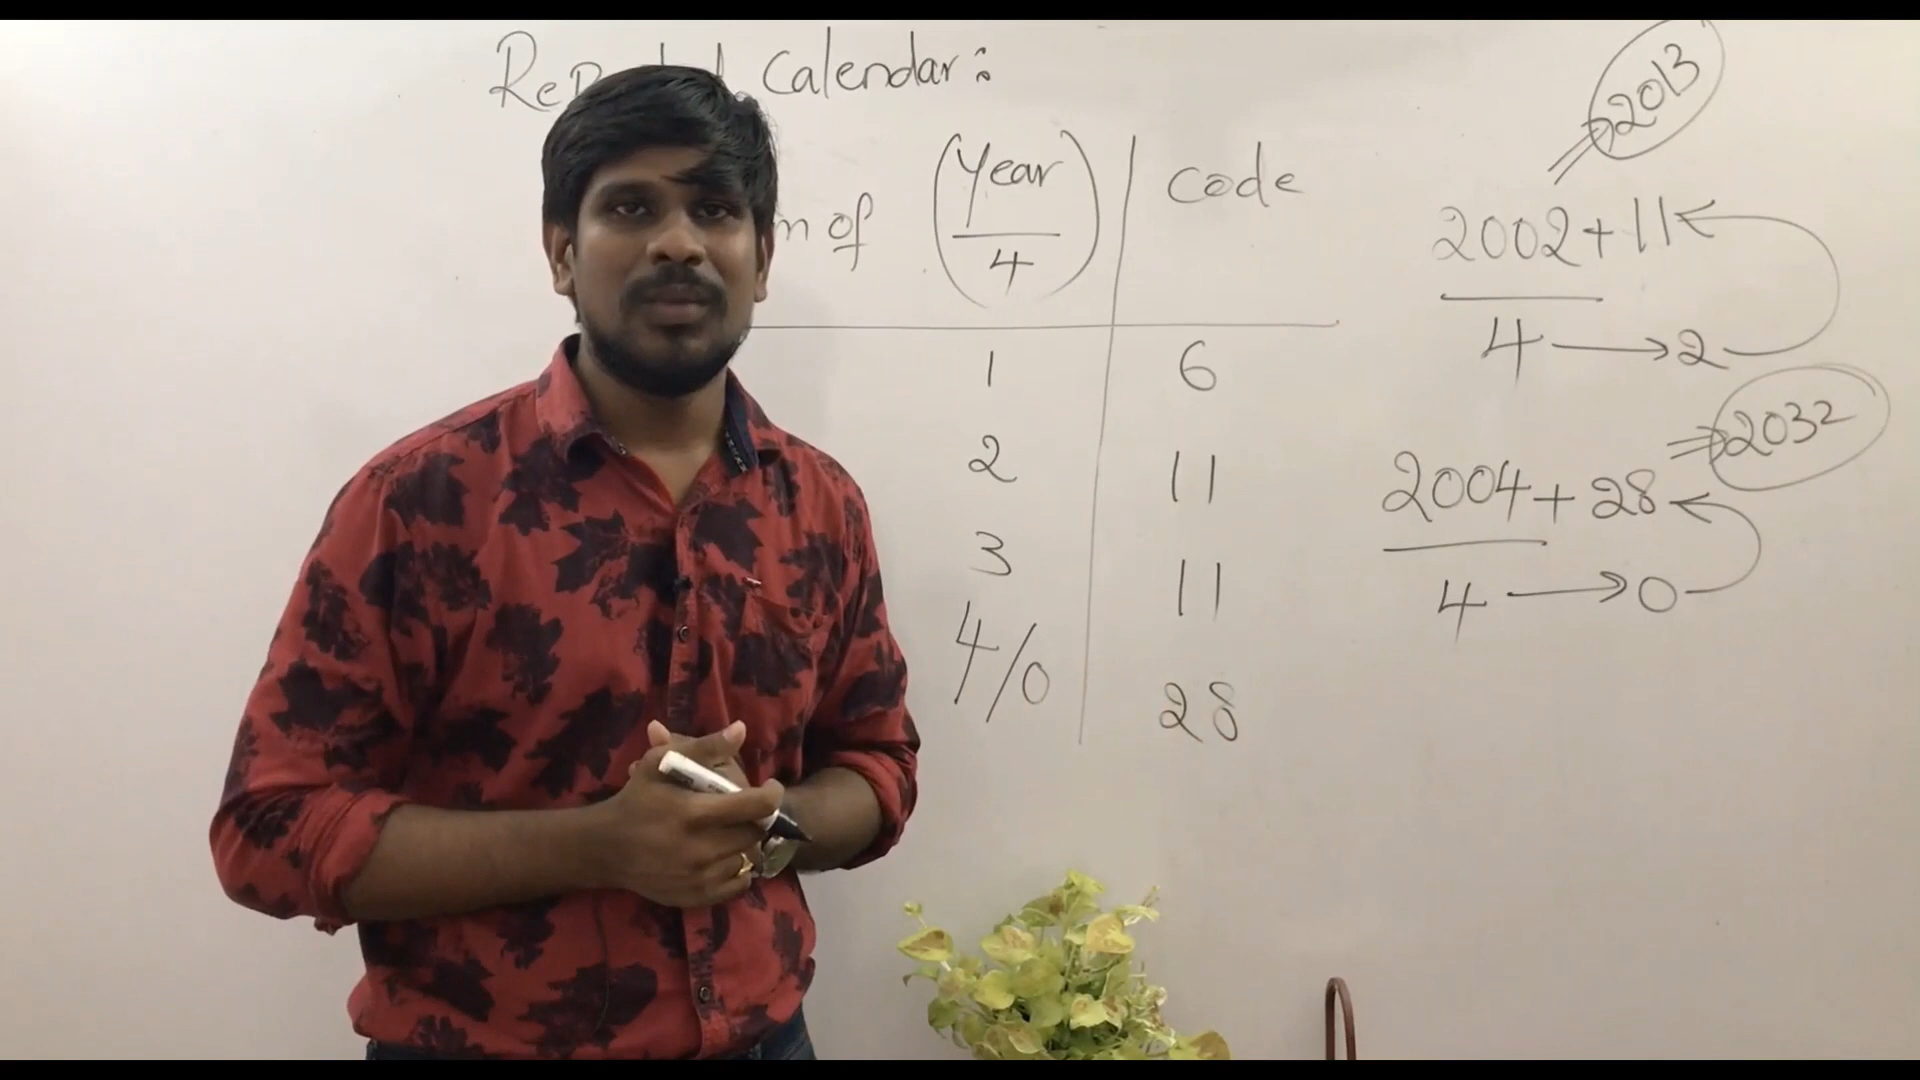 Calendar:
of (Year/4) | code
1 6
2 11
3 11
4/0 28
⇒ 2013
2002+11
4 → 2
⇒ 2032
2004+28
4 → 0